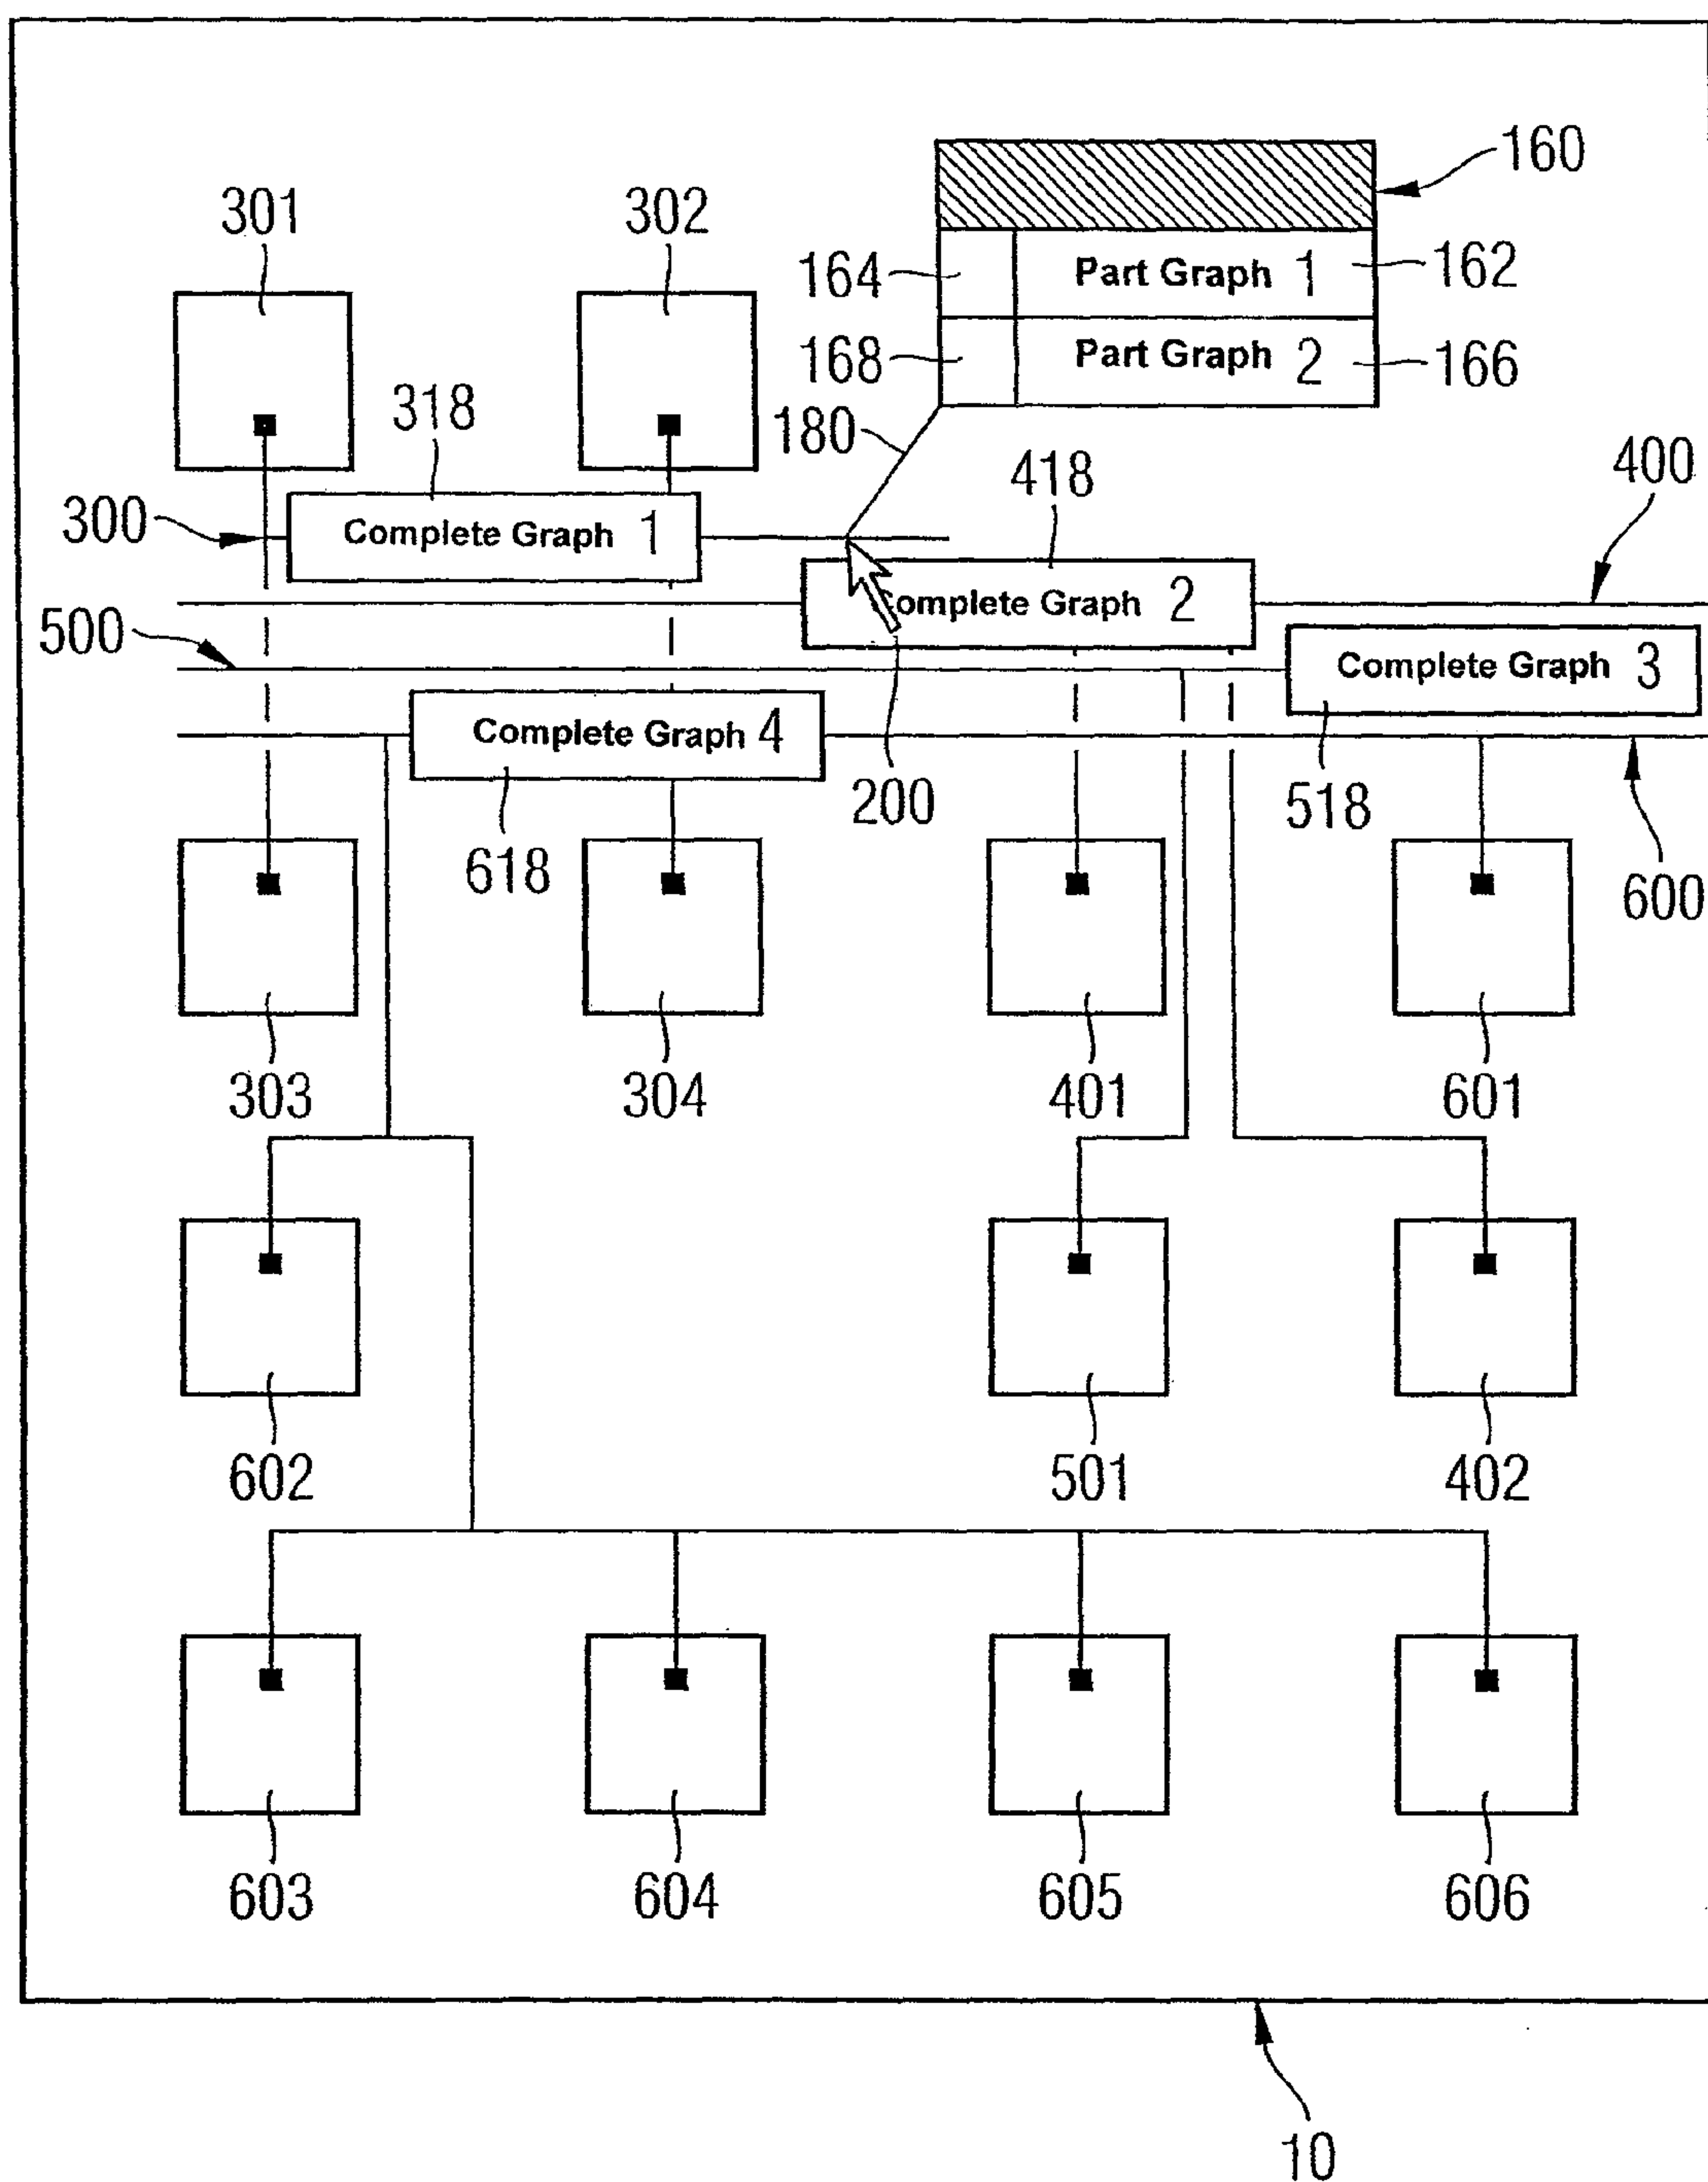 160
301 302
164 Part Graph 1 162
168 Part Graph 2 166
318 180
418 400
300 Complete Graph 1
500 Complete Graph 2
Complete Graph 3
Complete Graph 4
200 518
618 600
303 304 401 601
602 501 402
603 604 605 606
10